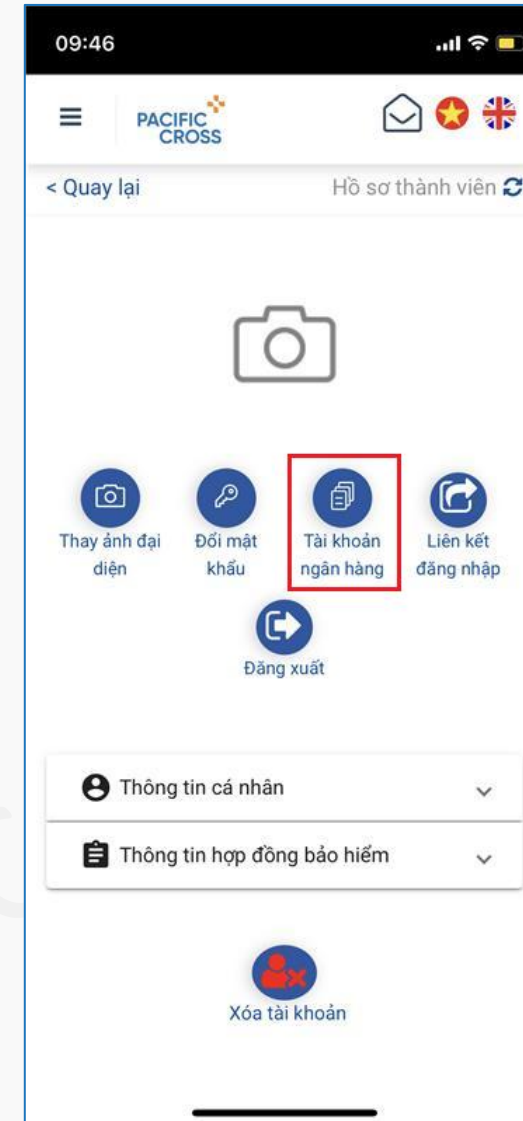 09:46
PACIFIC
CROSS
< Quay lại
Hồ sơ thành viên
Thay ảnh đại
diện
Đổi mật
khẩu
Tài khoản
ngân hàng
Liên kết
đăng nhập
Đăng xuất
Thông tin cá nhân
Thông tin hợp đồng bảo hiểm
Xóa tài khoản